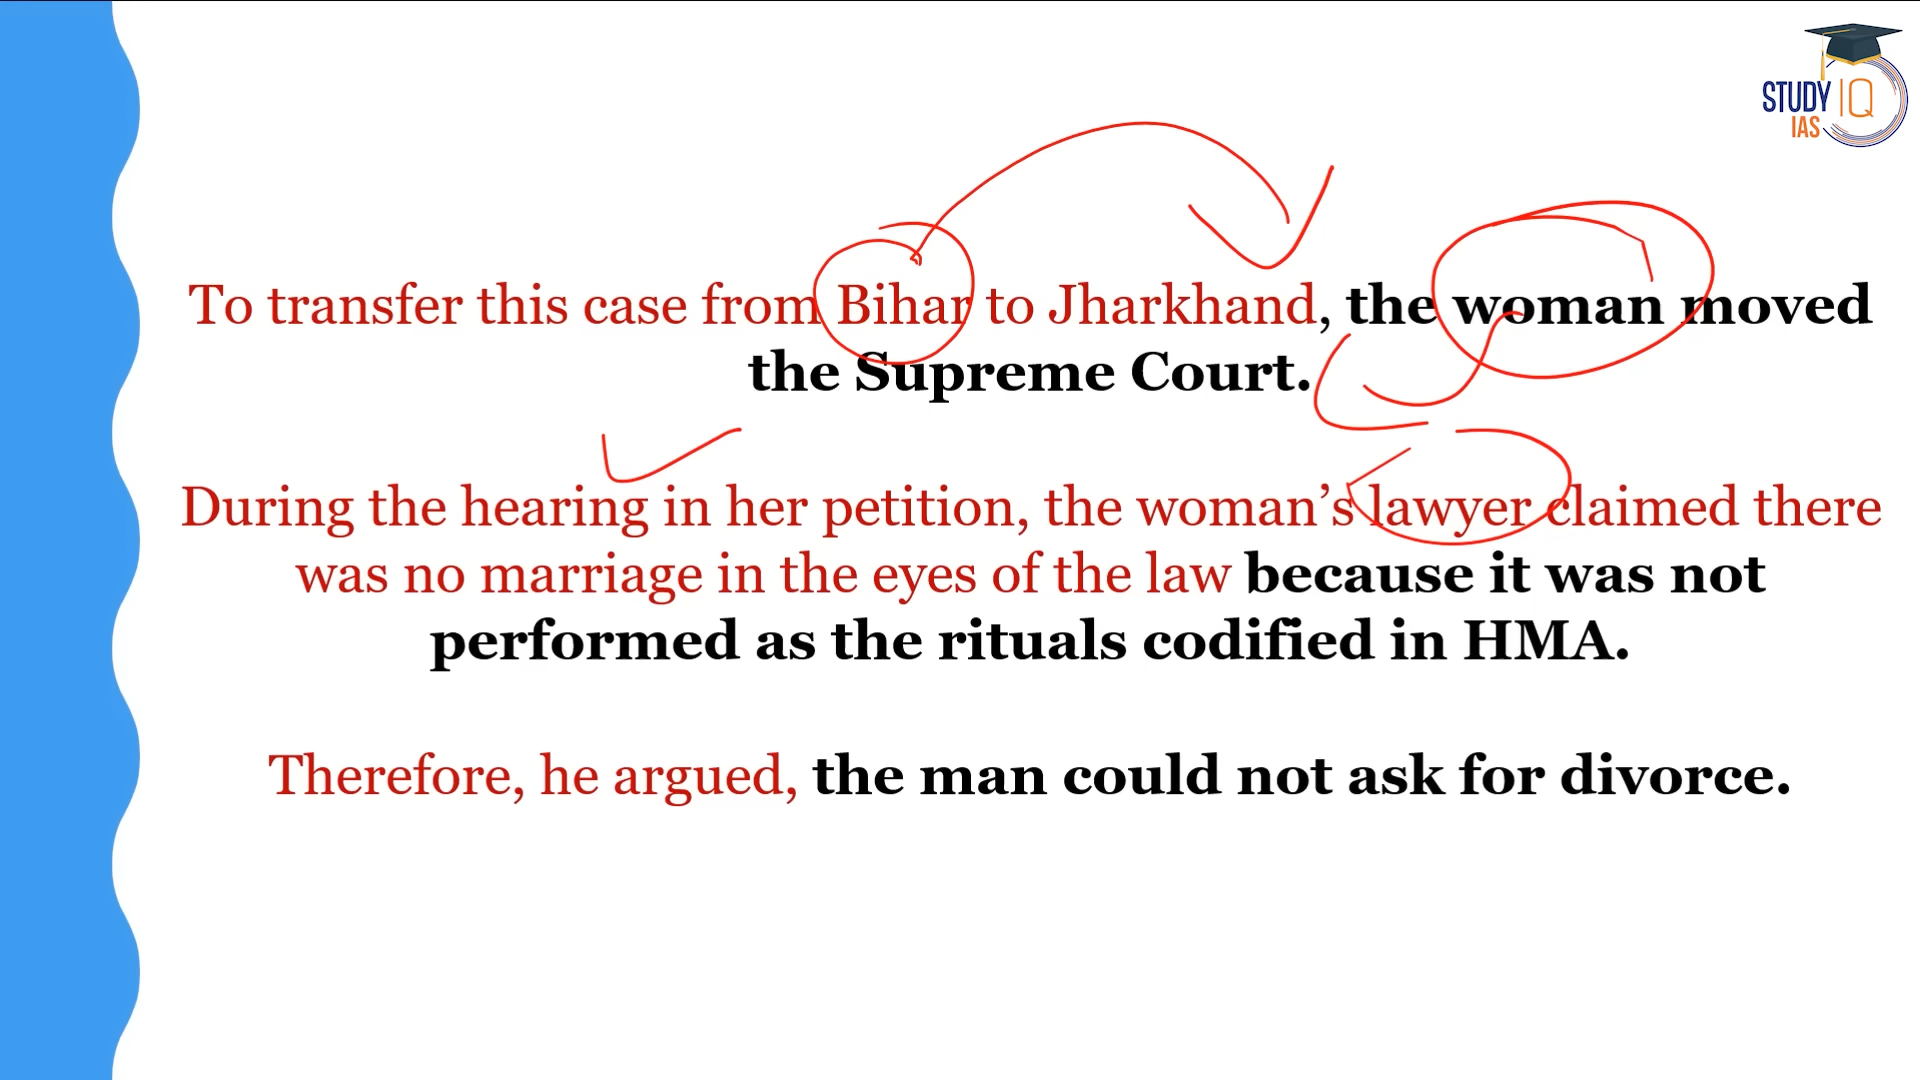 STUDY IQ
IAS
To transfer this case from Bihar to Jharkhand, the woman moved
the Supreme Court.
During the hearing in her petition, the woman’s lawyer claimed there
was no marriage in the eyes of the law because it was not
performed as the rituals codified in HMA.
Therefore, he argued, the man could not ask for divorce.